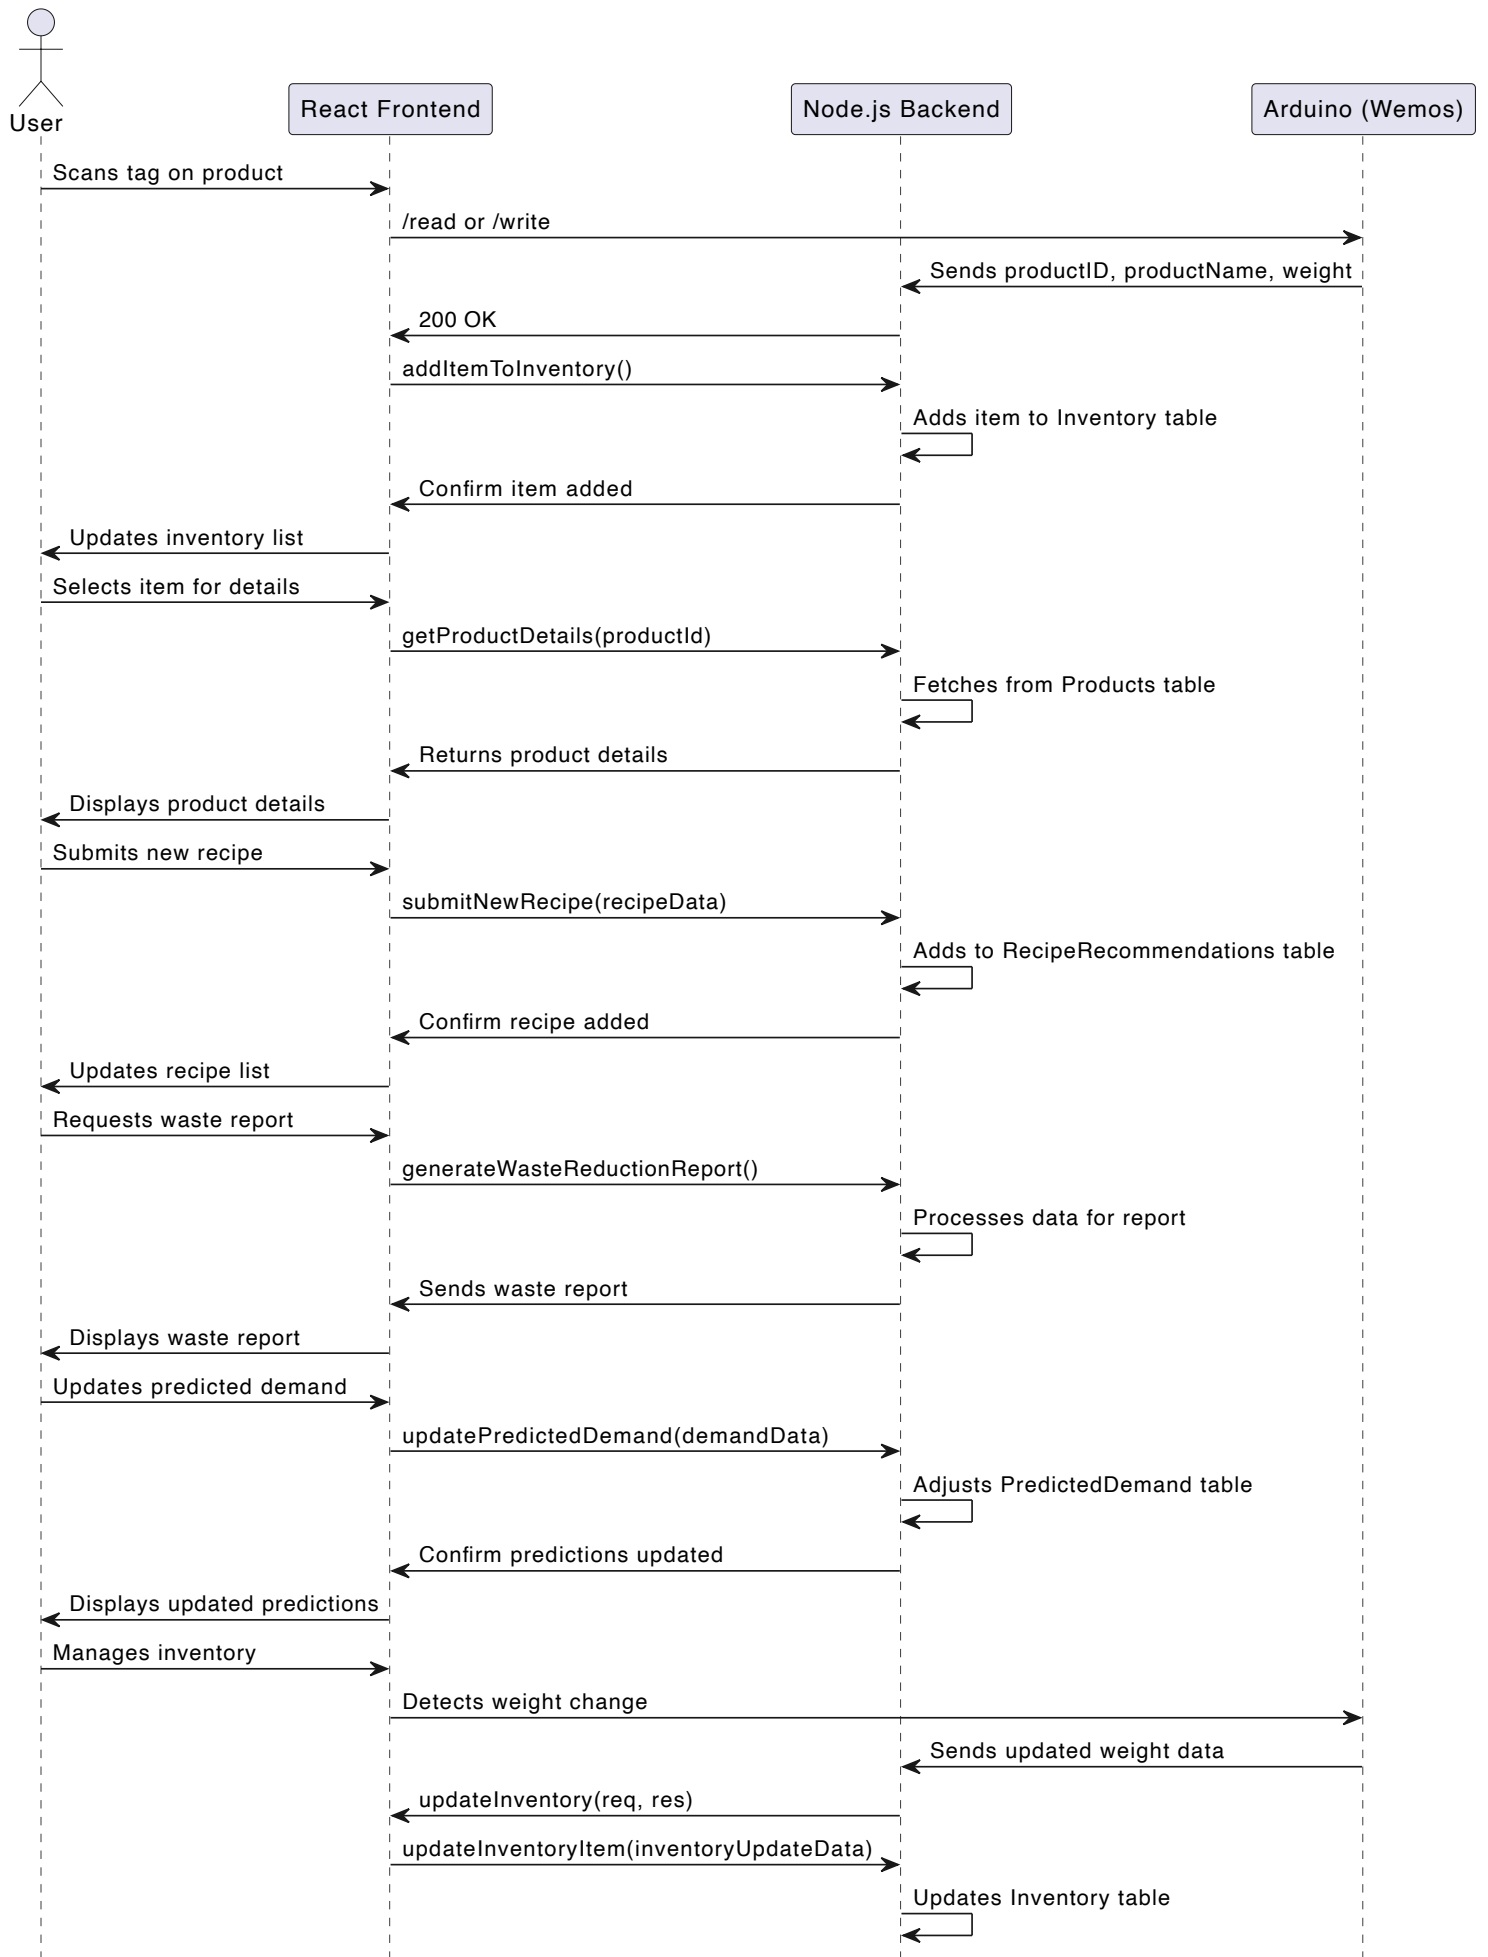 User
React Frontend
Node.js Backend
Arduino (Wemos)
Scans tag on product
/read or /write
Sends productID, productName, weight
200 OK
addItemToInventory()
Adds item to Inventory table
Confirm item added
Updates inventory list
Selects item for details
getProductDetails(productId)
Fetches from Products table
Returns product details
Displays product details
Submits new recipe
submitNewRecipe(recipeData)
Adds to RecipeRecommendations table
Confirm recipe added
Updates recipe list
Requests waste report
generateWasteReductionReport()
Processes data for report
Sends waste report
Displays waste report
Updates predicted demand
updatePredictedDemand(demandData)
Adjusts PredictedDemand table
Confirm predictions updated
Displays updated predictions
Manages inventory
Detects weight change
Sends updated weight data
updateInventory(req, res)
updateInventoryItem(inventoryUpdateData)
Updates Inventory table